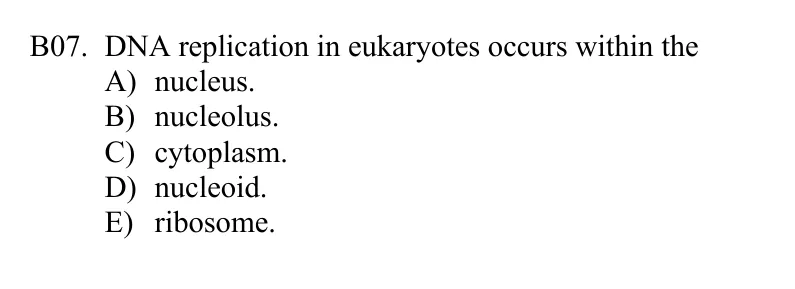 B07. DNA replication in eukaryotes occurs within the
A) nucleus.
B) nucleolus.
C) cytoplasm.
D) nucleoid.
E) ribosome.